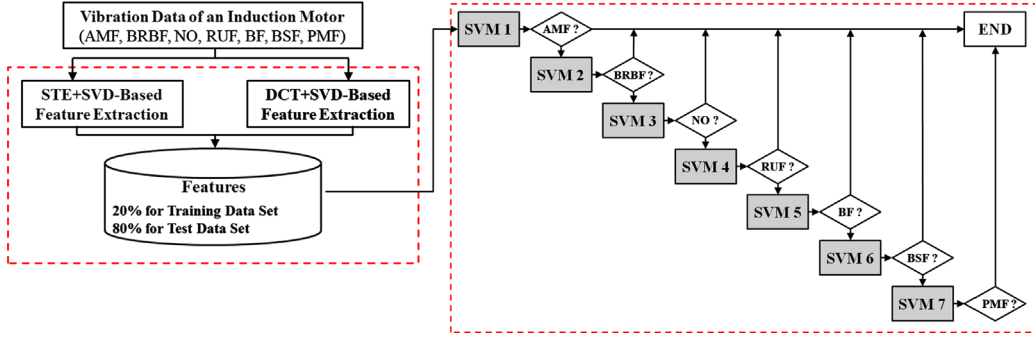 Vibration Data of an Induction Motor
(AMF, BRBF, NO, RUF, BF, BSF, PMF)
STE+SVD-Based
Feature Extraction
DCT+SVD-Based
Feature Extraction
Features
20% for Training Data Set
80% for Test Data Set
SVM 1
AMF ?
END
SVM 2
BRBF ?
SVM 3
NO ?
SVM 4
RUF ?
SVM 5
BF ?
SVM 6
BSF ?
SVM 7
PMF ?